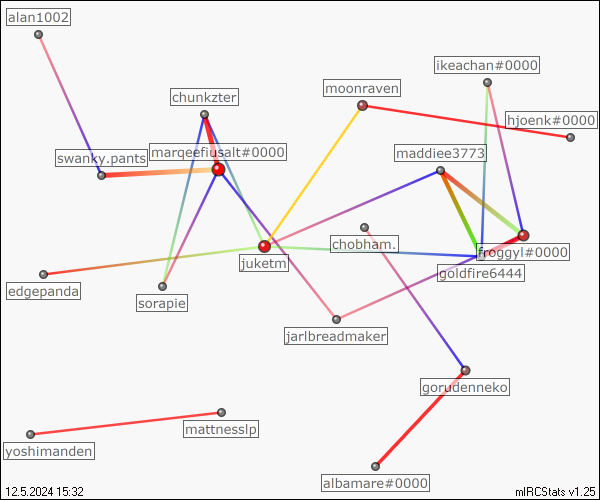 alan1002
ikeachan#0000
moonraven
chunkzter
hjoenk#0000
marqeefiusalt#0000
maddiee3773
swanky.pants
chobham.
froggyl#0000
juketm
goldfire6444
edgepanda
sorapie
jarlbreadmaker
gorudenneko
mattnesslp
yoshimanden
albamare#0000
12.5.2024 15:32
mIRCStats v1.25